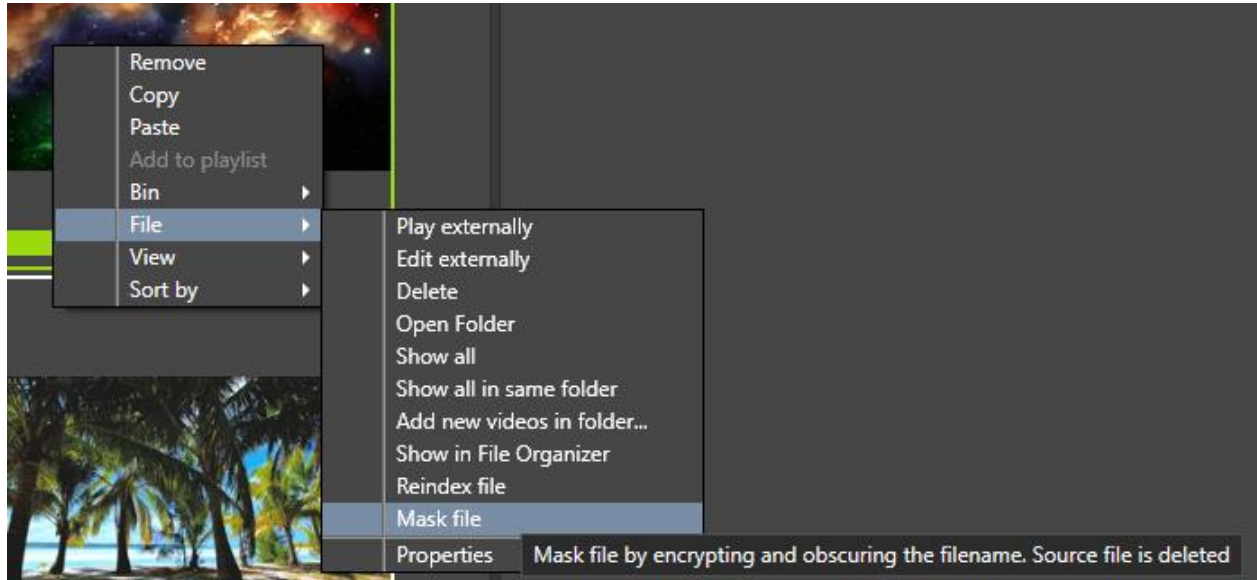 Remove
Copy
Paste
Add to playlist
Bin
File
View
Sort by
Play externally
Edit externally
Delete
Open Folder
Show all
Show all in same folder
Add new videos in folder...
Show in File Organizer
Reindex file
Mask file
Properties
Mask file by encrypting and obscuring the filename. Source file is deleted